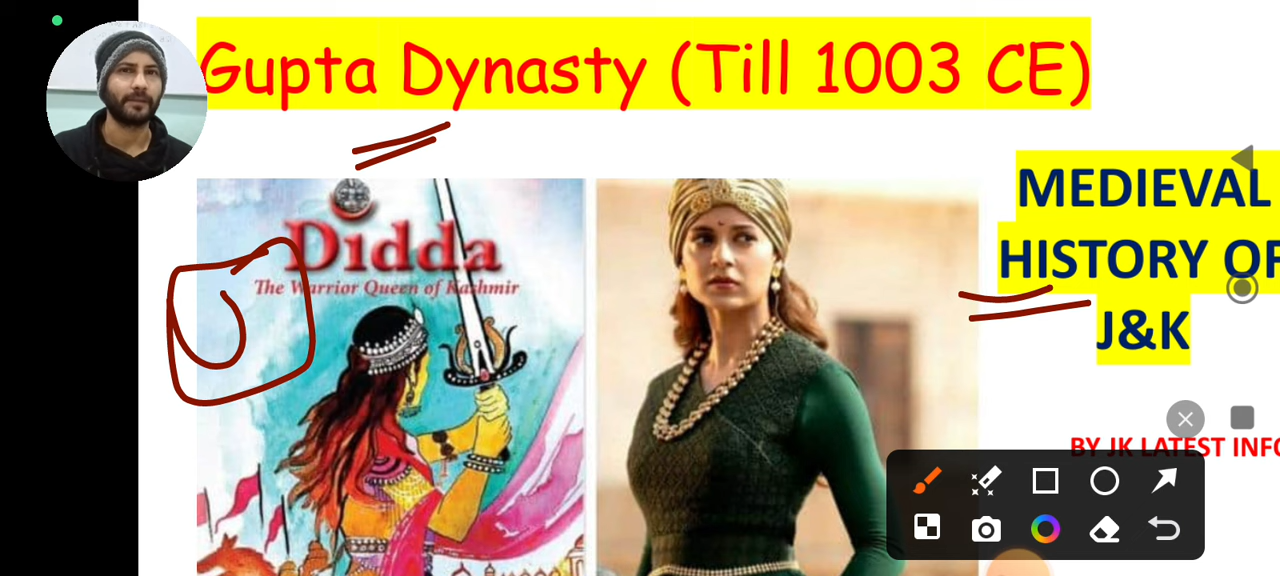 Gupta Dynasty (Till 1003 CE)
Didda
The Warrior Queen of Kashmir
MEDIEVAL
HISTORY OF
J&K
BY JK LATEST INFO